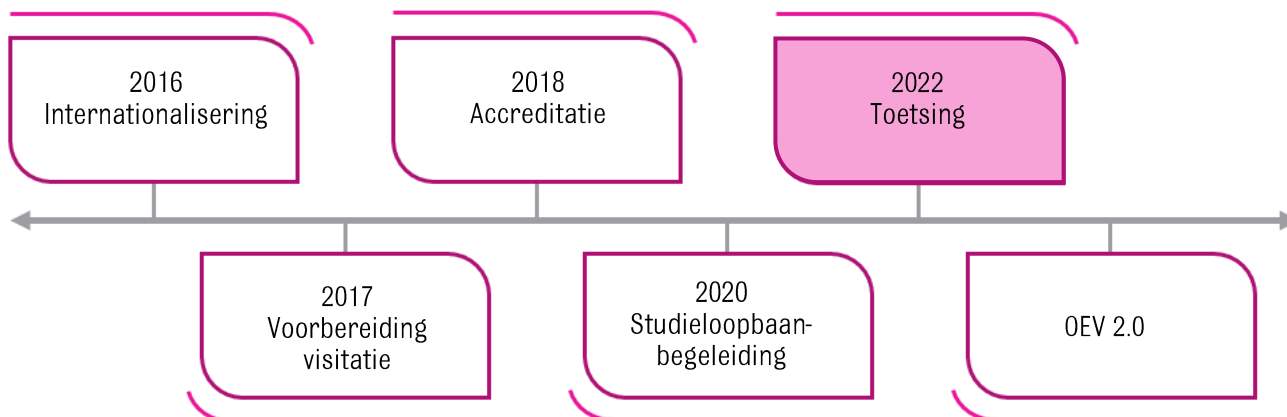 2016
Internationalisering
2018
Accreditatie
2022
Toetsing
2017
Voorbereiding
visitatie
2020
Studieloopbaan-
begeleiding
OEV 2.0